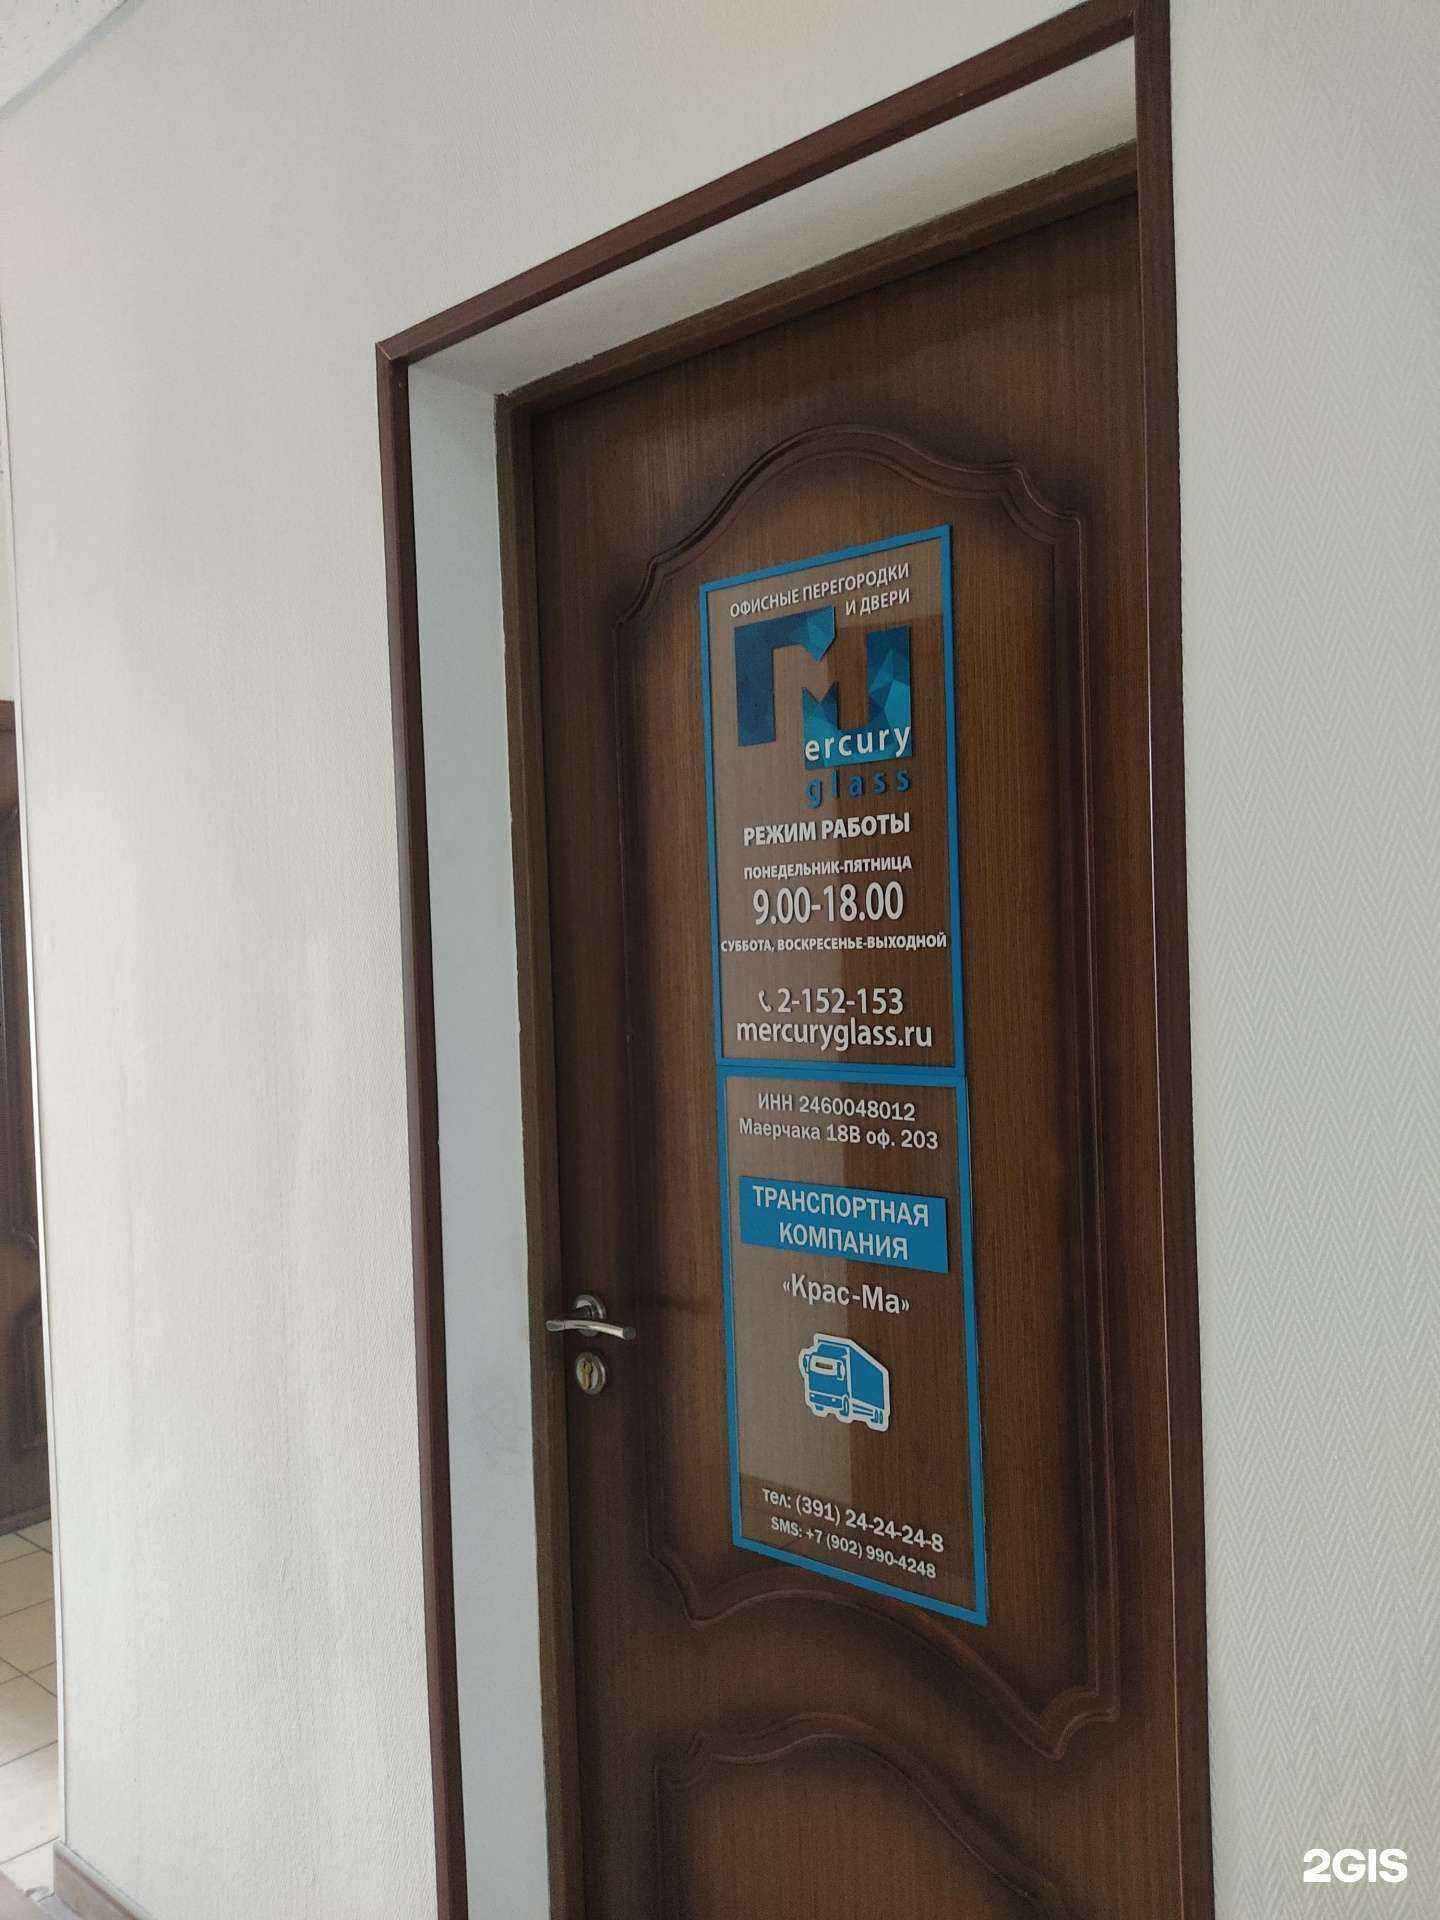 ОФИСНЫЕ ПЕРЕГОРОДКИ
И ДВЕРИ
Mercury
glass
РЕЖИМ РАБОТЫ
ПОНЕДЕЛЬНИК-ПЯТНИЦА
9.00-18.00
СУББОТА, ВОСКРЕСЕНЬЕ-ВЫХОДНОЙ
2-152-153
mercuryglass.ru
ИНН 2460048012
Маерчака 18В оф. 203
ТРАНСПОРТНАЯ
КОМПАНИЯ
«Крас-Ма»
тел: (391) 24-24-24-8
SMS: +7 (902) 990-4248
2GIS